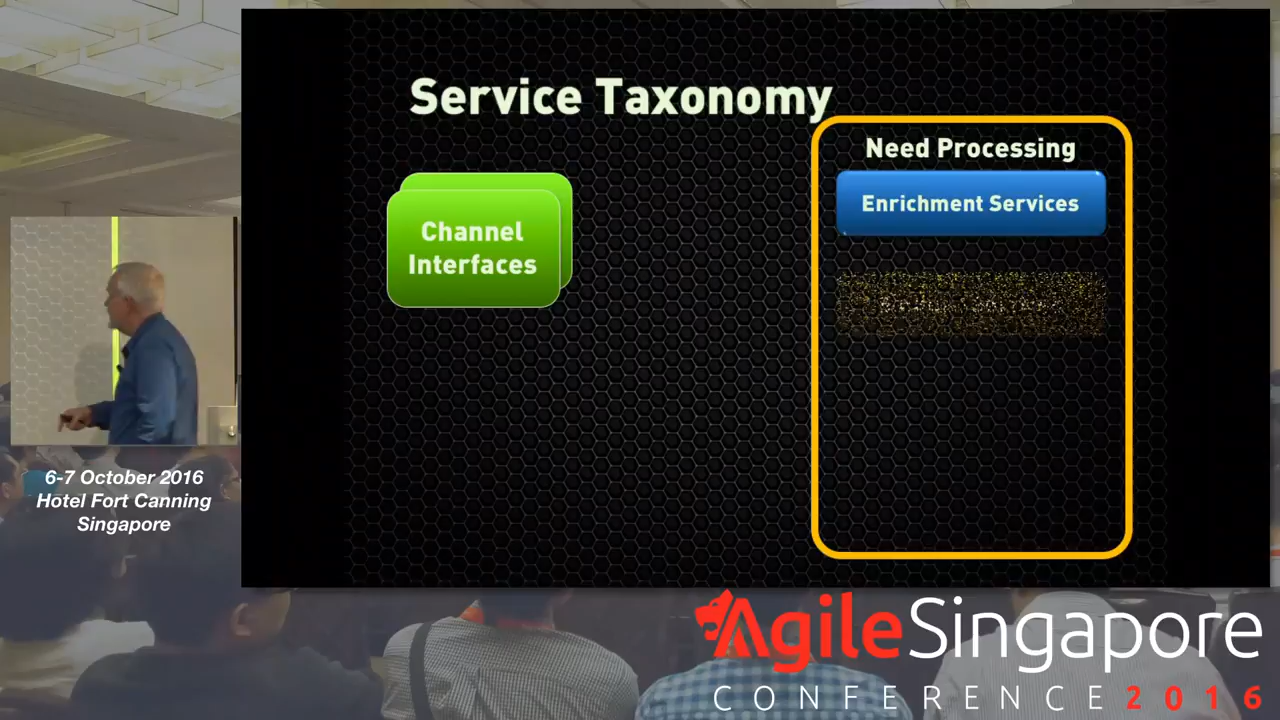 Service Taxonomy
Need Processing
Enrichment Services
Channel
Interfaces
6-7 October 2016
Hotel Fort Canning
Singapore
AgileSingapore
CONFERENCE 2016